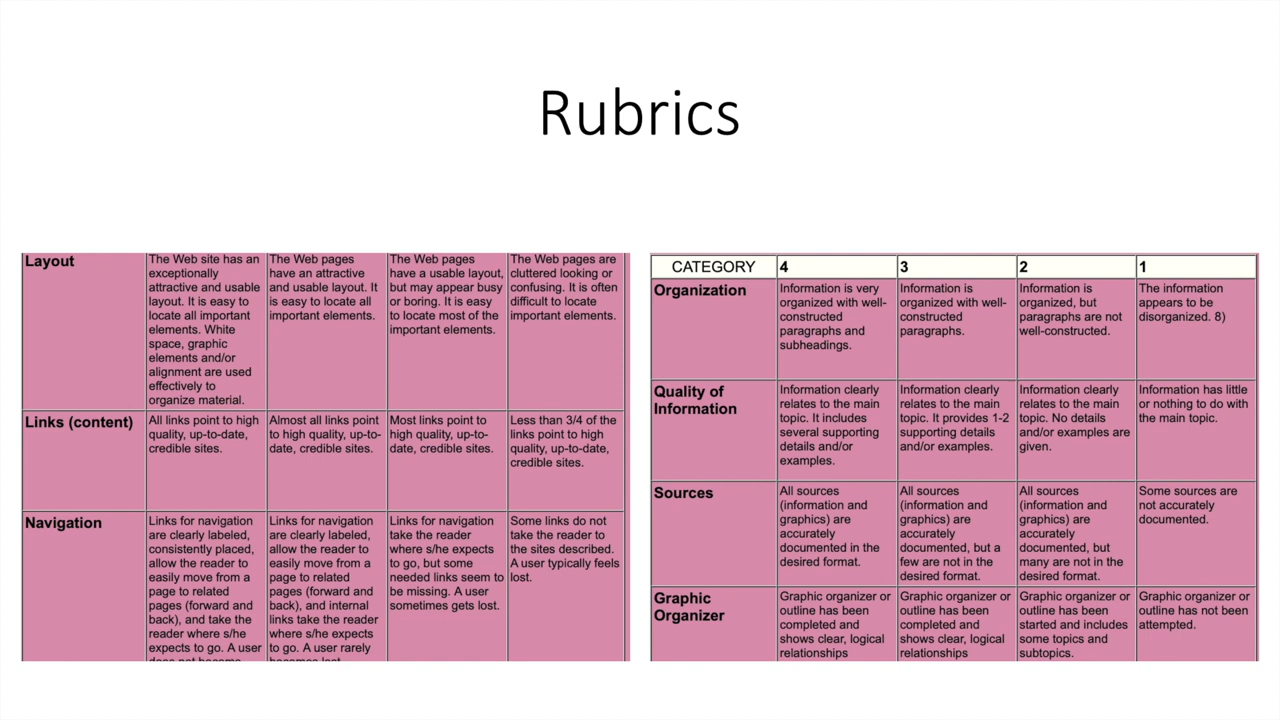 Rubrics
Layout
The Web site has an
exceptionally
attractive and usable
layout. It is easy to
locate all important
elements. White
space, graphic
elements and/or
alignment are used
effectively to
organize material.
The Web pages
have an attractive
and usable layout. It
is easy to locate all
important elements.
The Web pages
have a usable layout,
but may appear busy
or boring. It is easy
to locate most of the
important elements.
The Web pages are
cluttered looking or
confusing. It is often
difficult to locate
important elements.
Links (content)
All links point to high
quality, up-to-date,
credible sites.
Almost all links point
to high quality, up-to-
date, credible sites.
Most links point to
high quality, up-to-
date, credible sites.
Less than 3/4 of the
links point to high
quality, up-to-date,
credible sites.
Navigation
Links for navigation
are clearly labeled,
consistently placed,
allow the reader to
easily move from a
page to related
pages (forward and
back), and take the
reader where s/he
expects to go. A user
does not become
Links for navigation
are clearly labeled,
allow the reader to
easily move from a
page to related
pages (forward and
back), and internal
links take the reader
where s/he expects
to go. A user rarely
becomes lost
Links for navigation
take the reader
where s/he expects
to go, but some
needed links seem to
be missing. A user
sometimes gets lost.
Some links do not
take the reader to
the sites described.
A user typically feels
lost.
CATEGORY
4
3
2
1
Organization
Information is very
organized with well-
constructed
paragraphs and
subheadings.
Information is
organized with well-
constructed
paragraphs.
Information is
organized, but
paragraphs are not
well-constructed.
The information
appears to be
disorganized. 8)
Quality of
Information
Information clearly
relates to the main
topic. It includes
several supporting
details and/or
examples.
Information clearly
relates to the main
topic. It provides 1-2
supporting details
and/or examples.
Information clearly
relates to the main
topic. No details
and/or examples are
given.
Information has little
or nothing to do with
the main topic.
Sources
All sources
(information and
graphics) are
accurately
documented in the
desired format.
All sources
(information and
graphics) are
accurately
documented, but a
few are not in the
desired format.
All sources
(information and
graphics) are
accurately
documented, but
many are not in the
desired format.
Some sources are
not accurately
documented.
Graphic
Organizer
Graphic organizer or
outline has been
completed and
shows clear, logical
relationships
Graphic organizer or
outline has been
completed and
shows clear, logical
relationships
Graphic organizer or
outline has been
started and includes
some topics and
subtopics.
Graphic organizer or
outline has not been
attempted.